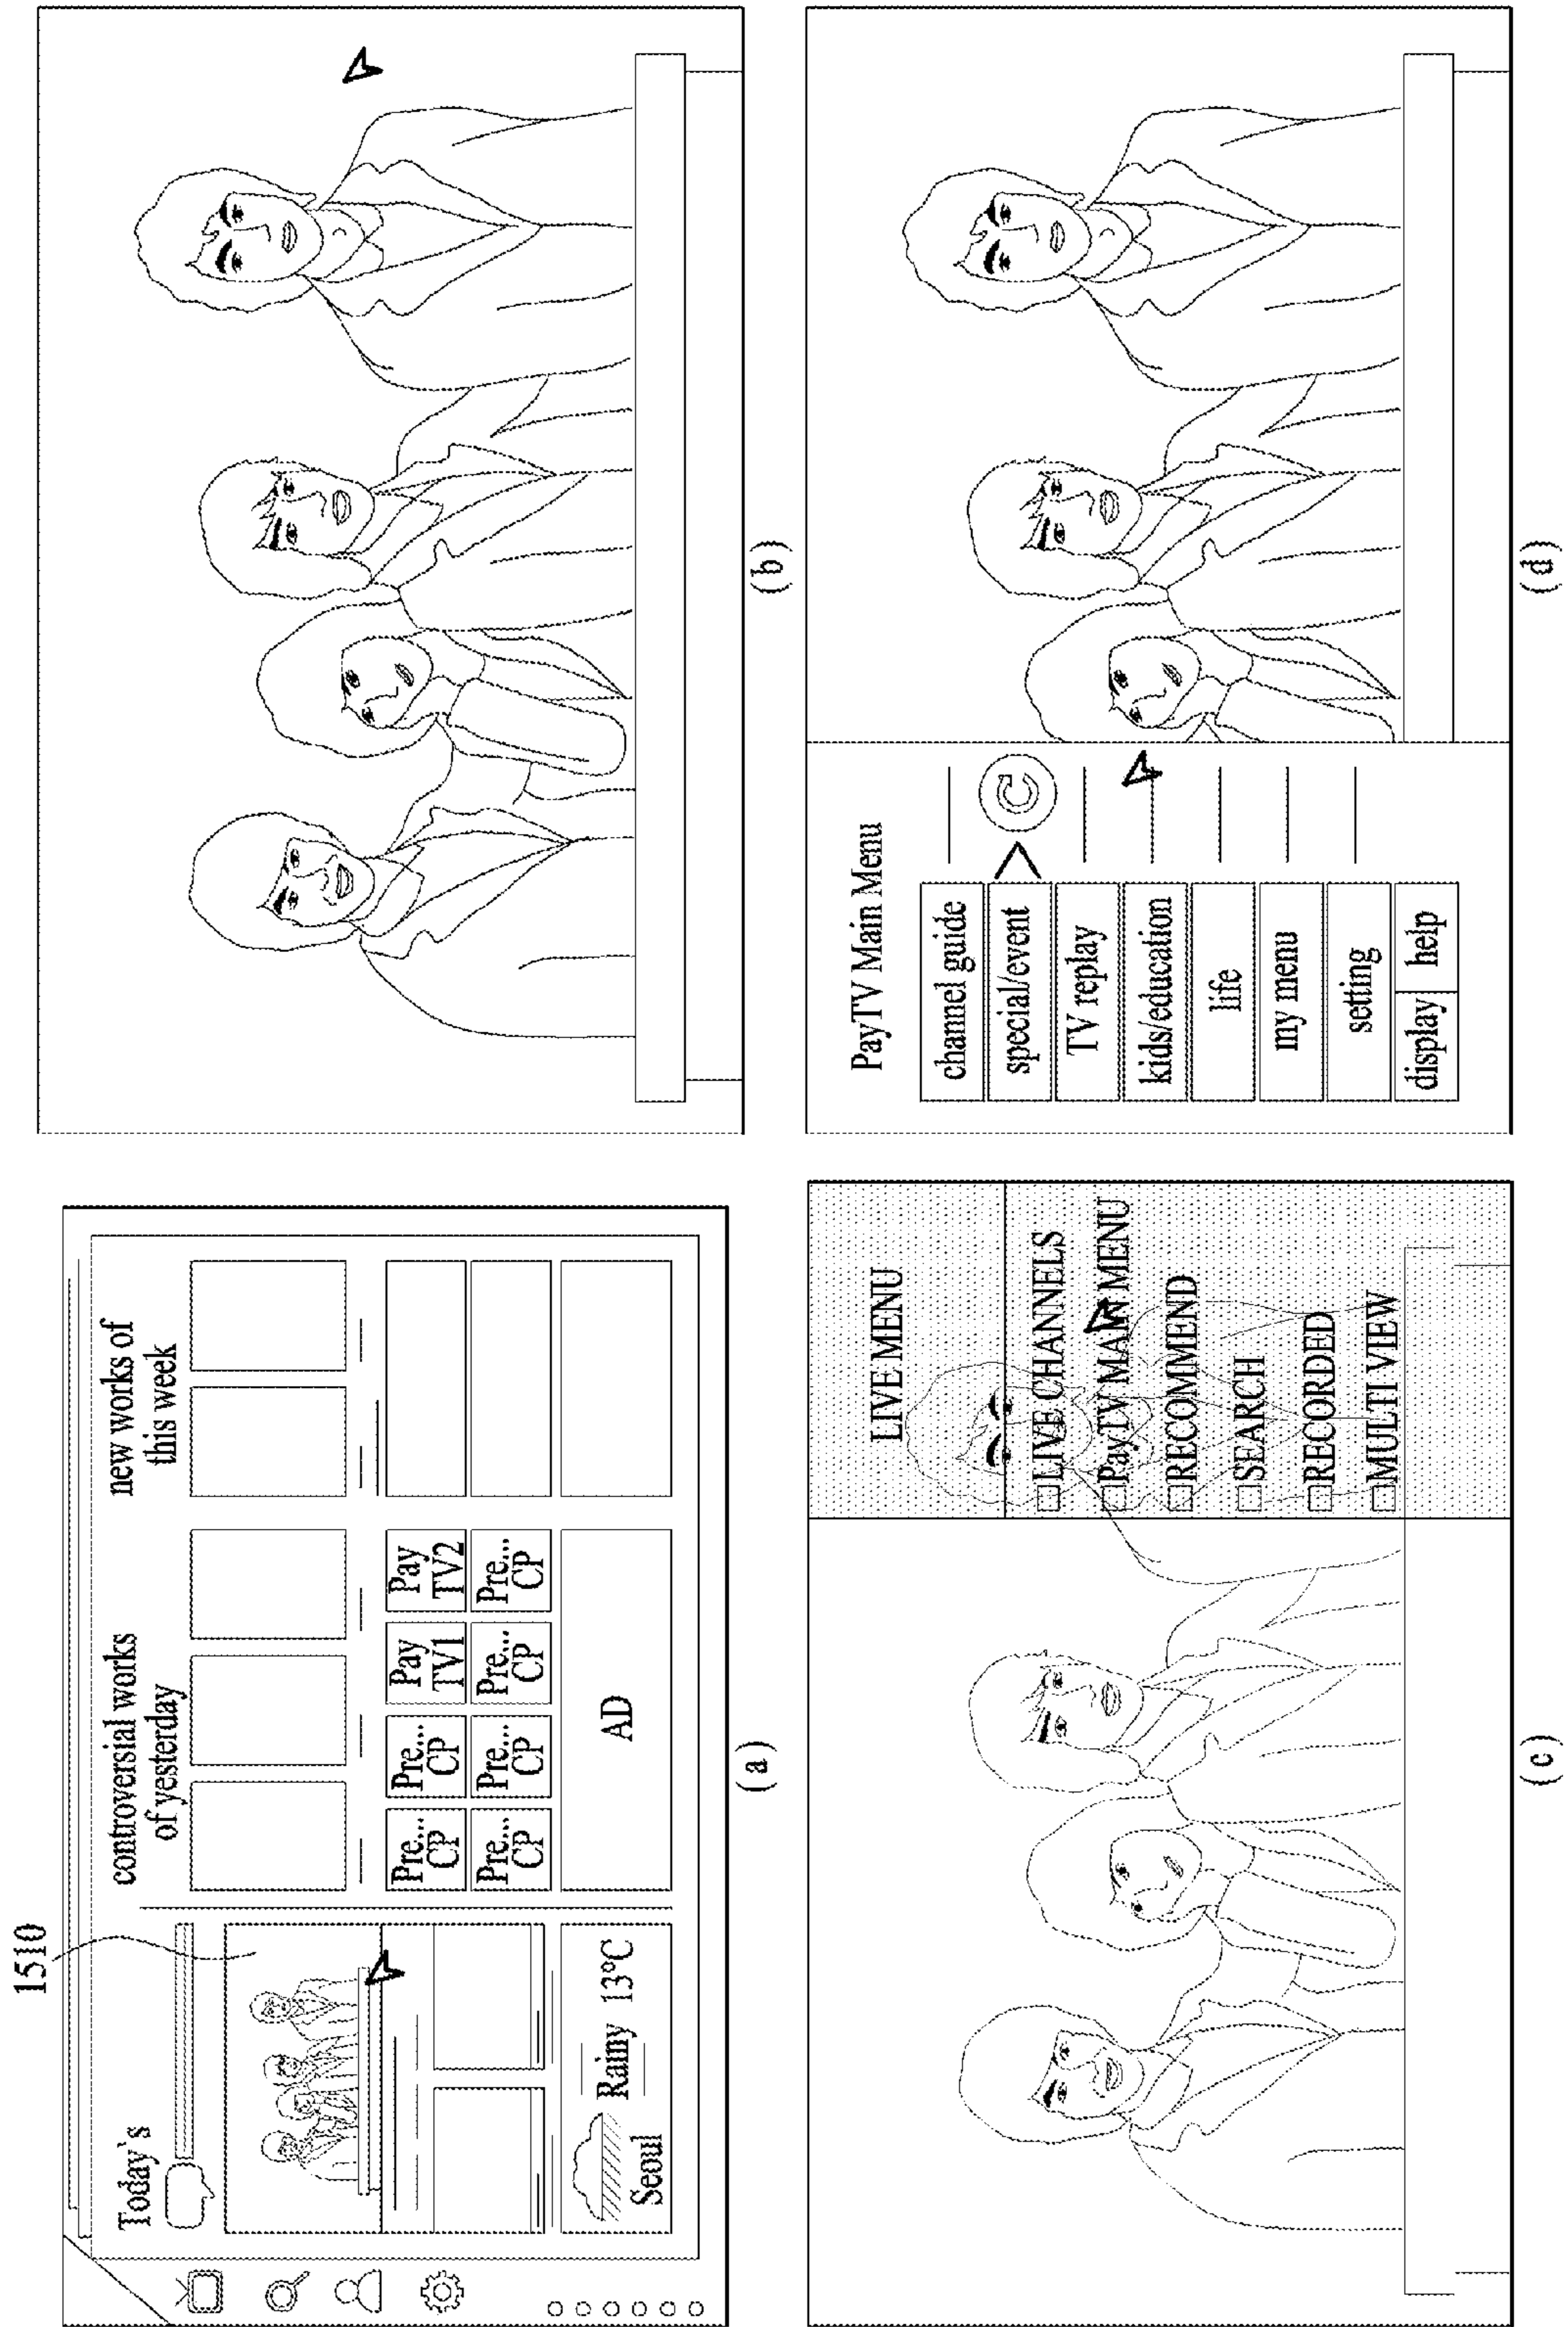 1510
Today`s
controversial works
of yesterday
new works of
this week
Pre...
CP
Pre...
CP
Pay
TV1
Pay
TV2
Pre...
CP
Pre...
CP
Pre...
CP
Pre...
CP
Seoul
Rainy 13°C
AD
(a)
(b)
LIVE MENU
LIVE CHANNELS
PayTV MAIN MENU
RECOMMEND
SEARCH
RECORDED
MULTI VIEW
(c)
PayTV Main Menu
channel guide
special/event
TV replay
kids/education
life
my menu
setting
display help
(d)